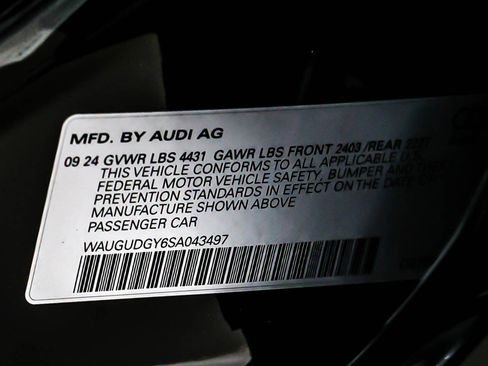 MFD. BY AUDI AG
09 24 GVWR LBS 4431 GAWR LBS FRONT 2403 /REAR
THIS VEHICLE CONFORMS TO ALL APPLICABLE U.S.
FEDERAL MOTOR VEHICLE SAFETY, BUMPER AND THEFT
PREVENTION STANDARDS IN EFFECT ON THE DATE OF
MANUFACTURE SHOWN ABOVE
PASSENGER CAR
WAUGUDGY6SA043497